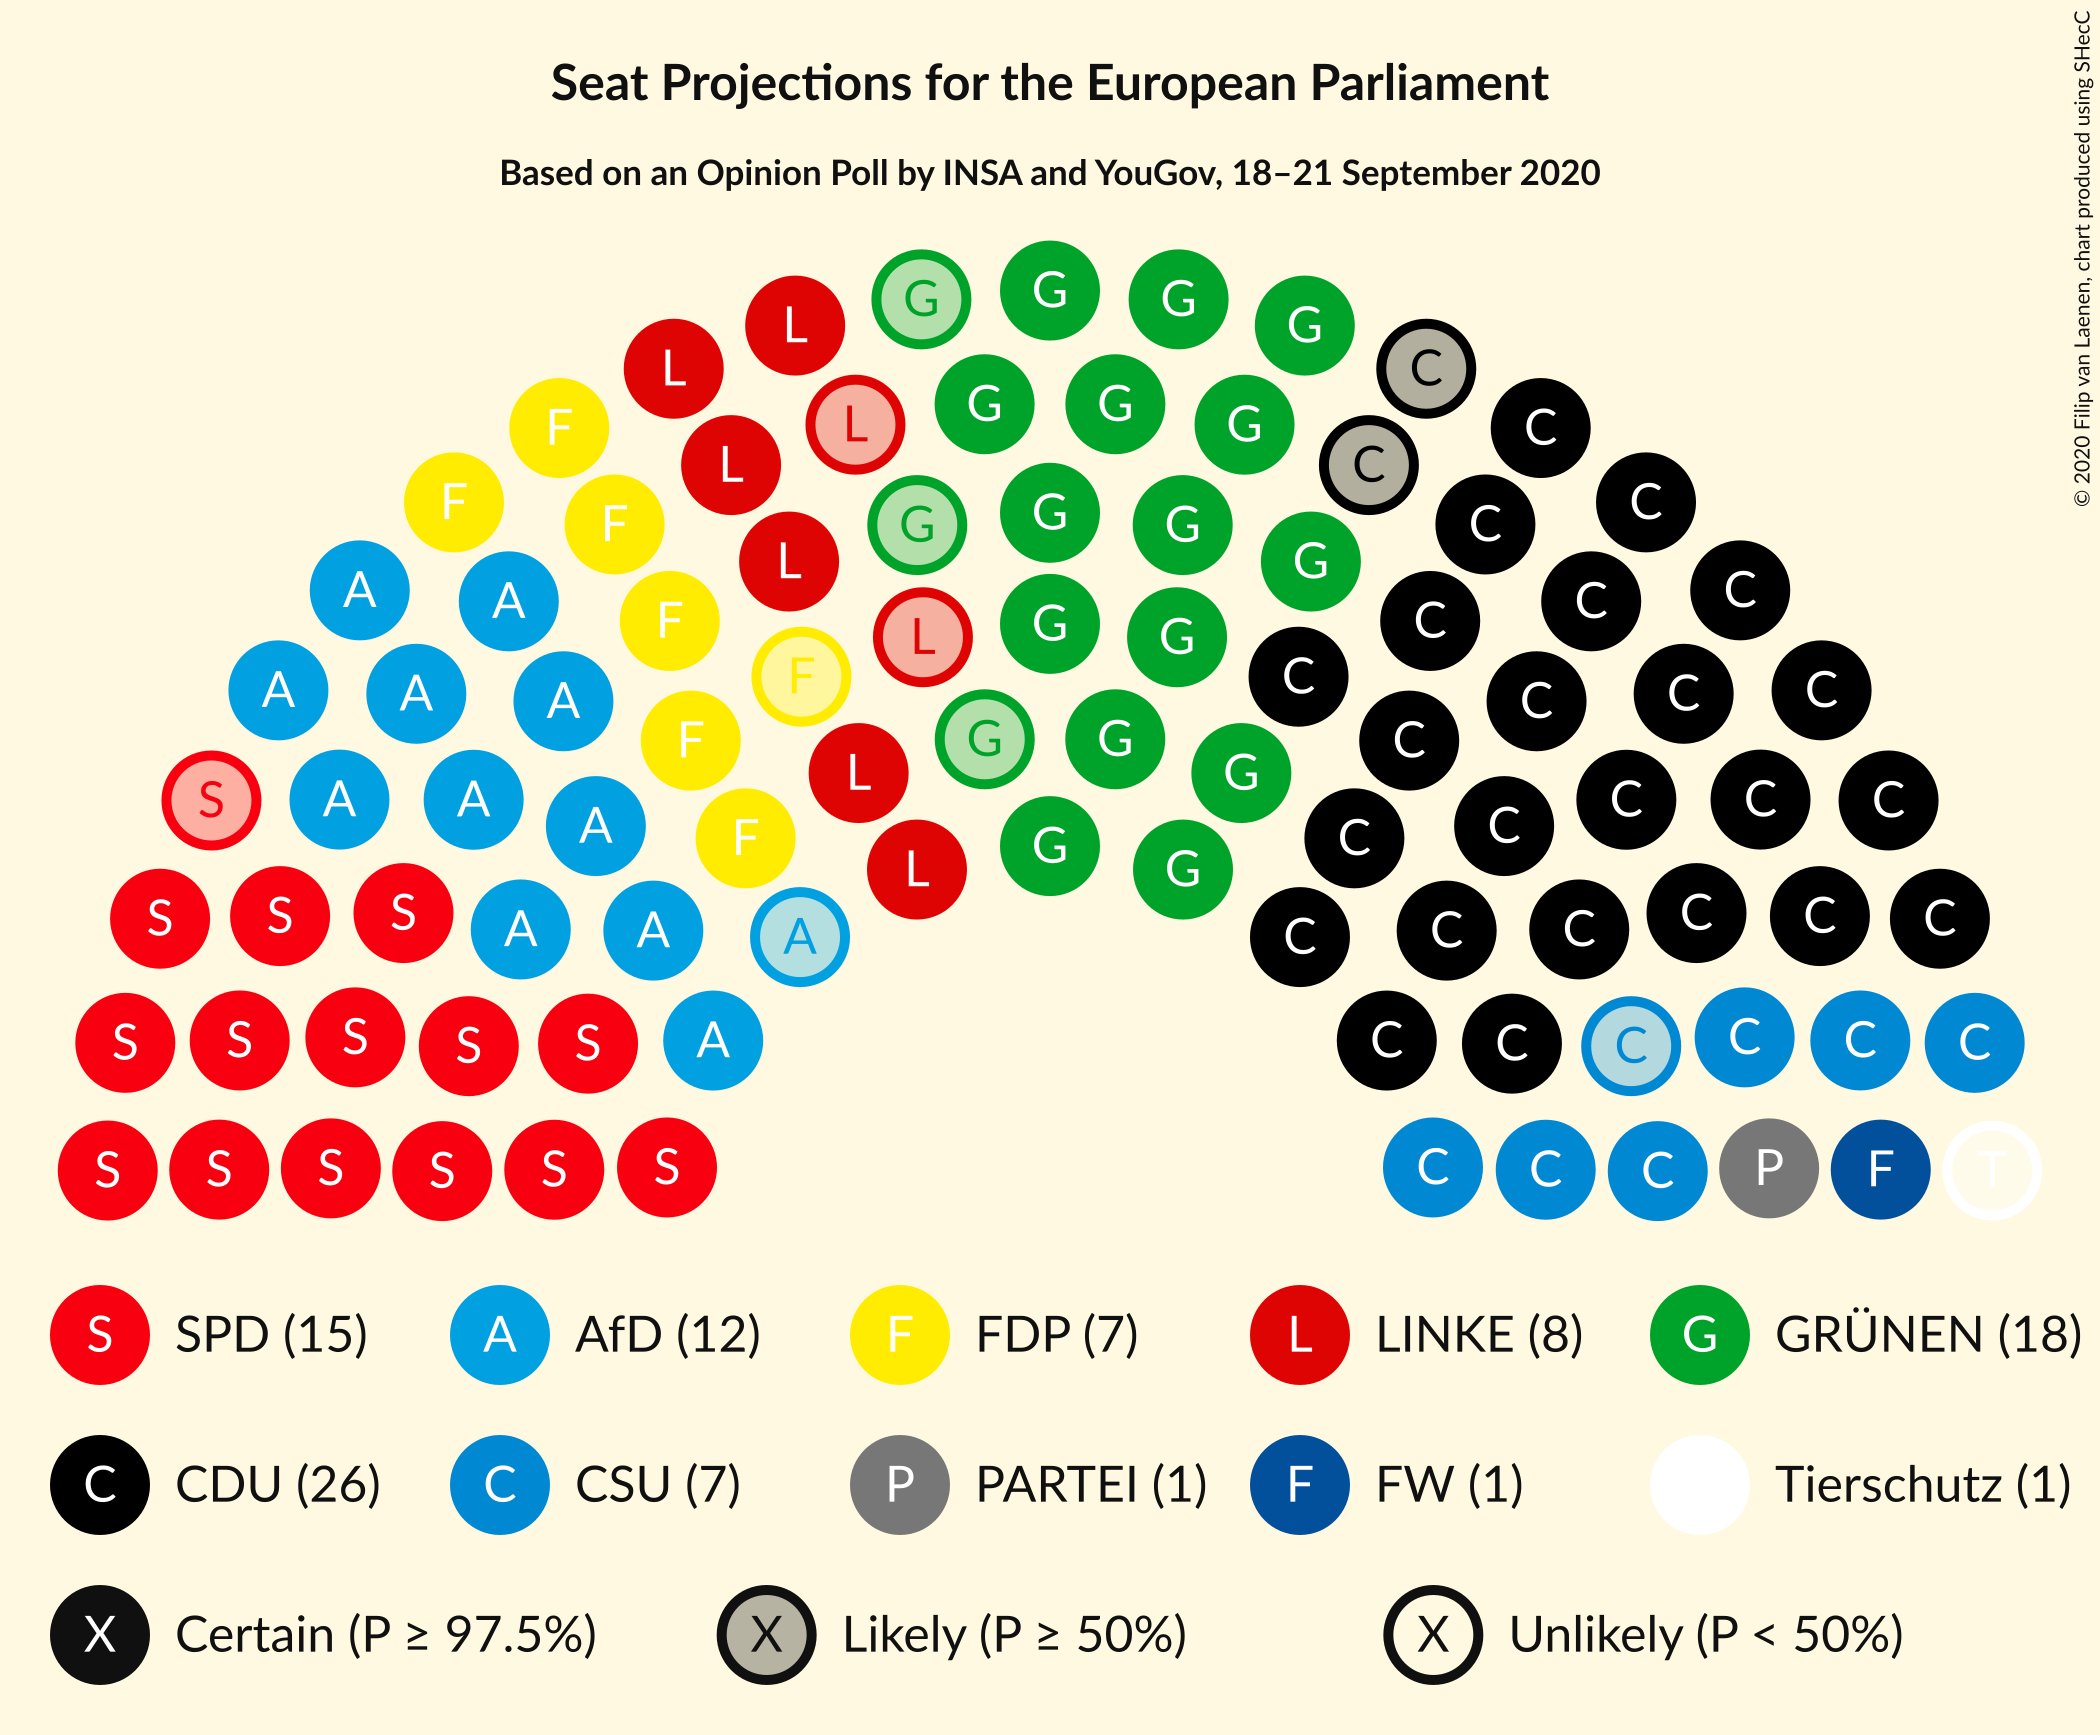 Seat Projections for the European Parliament
Based on an Opinion Poll by INSA and YouGov, 18–21 September 2020
© 2020 Filip van Laenen, chart produced using SHecC
G G G G
L L C
L G G G C
F L C C
F F L G G G G C C
A A F L G G C C C
A A A F F C C C C C
F L G G G C
S A A A F C C C C C
L G G
S S S A A A C C C C C C
S S S S S A C C C C C C
S S S S S S C C C P F T
S SPD (15) A AfD (12) F FDP (7) L LINKE (8) G GRÜNEN (18)
C CDU (26) C CSU (7) P PARTEI (1) F FW (1) Tierschutz (1)
X Certain (P ≥ 97.5%) X Likely (P ≥ 50%) X Unlikely (P < 50%)